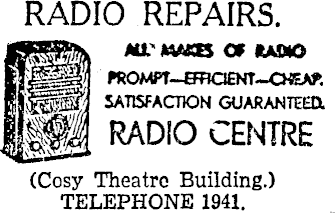 RADIO REPAIRS.
ALL MAKES OF RADIO
PROMPT—EFFICIENT—CHEAP.
SATISFACTION GUARANTEED.
RADIO CENTRE
(Cosy Theatre Building.)
TELEPHONE 1941.